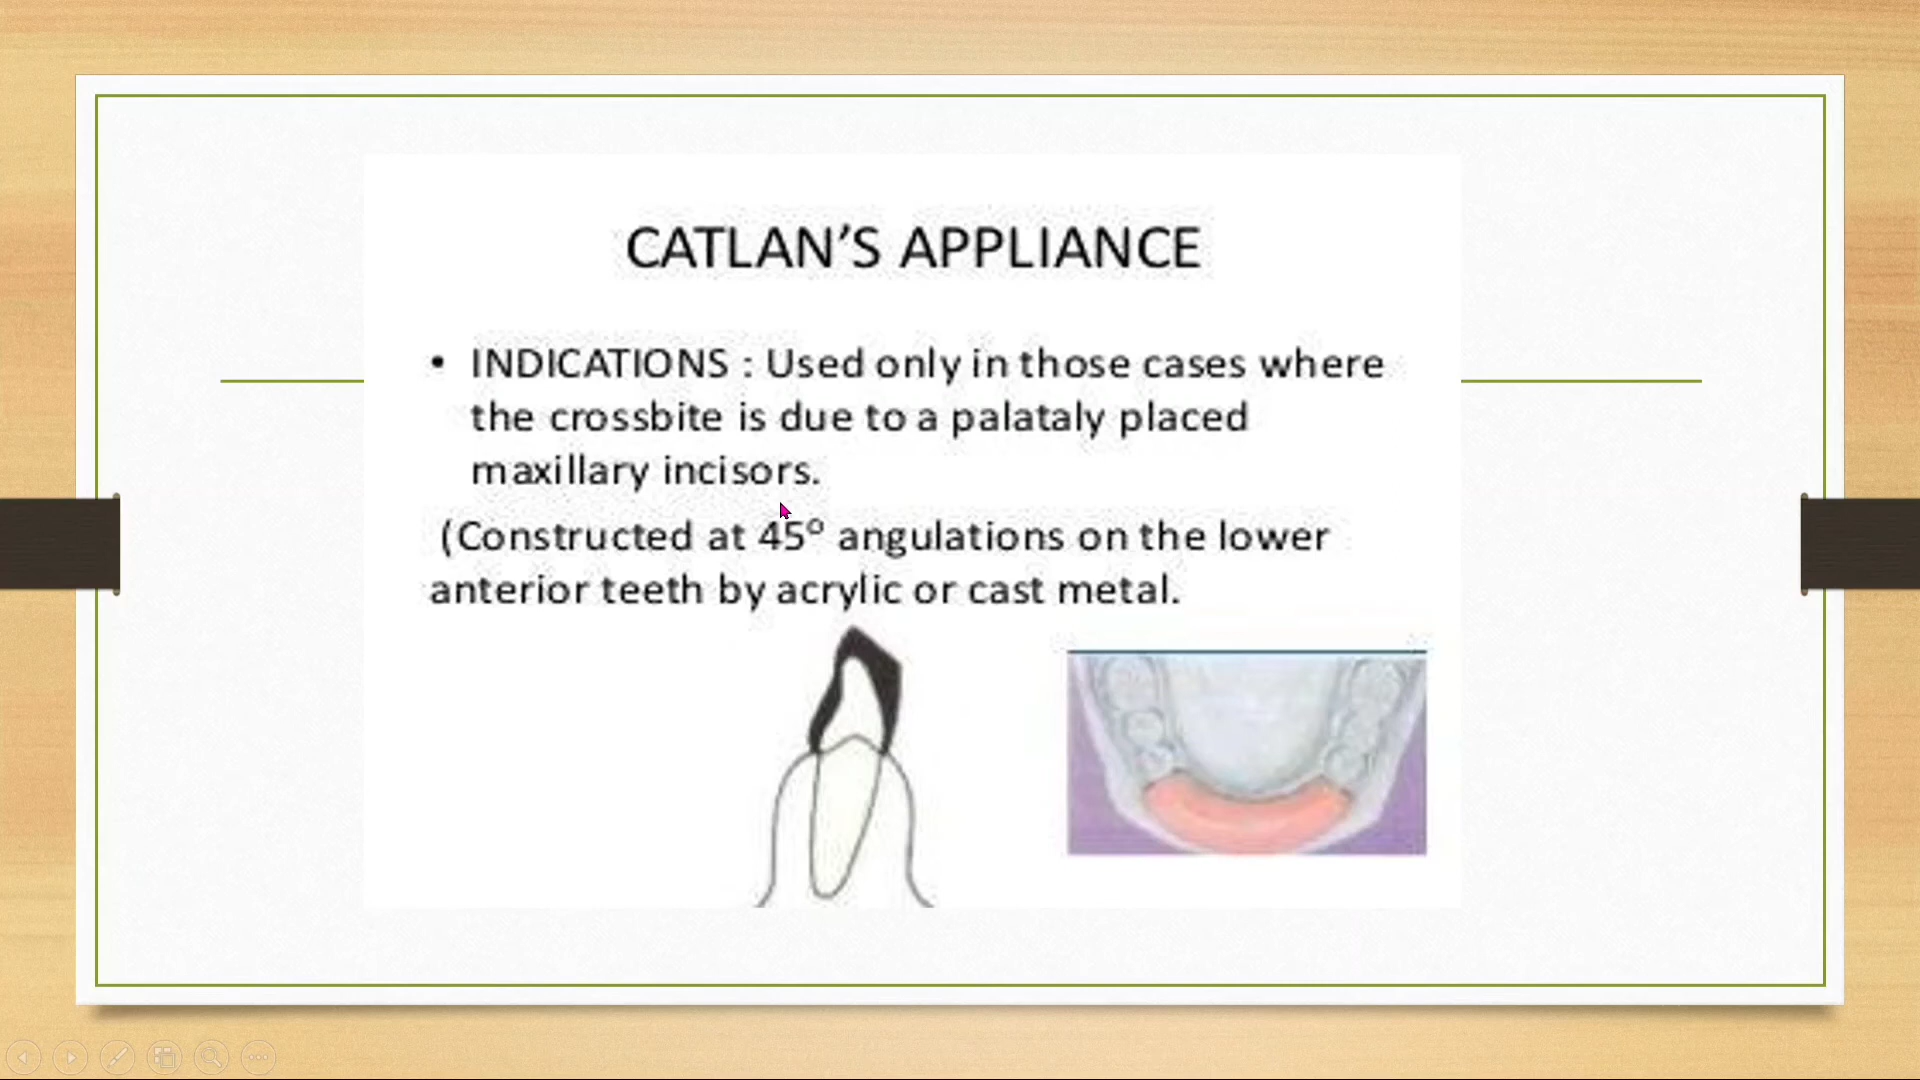 CATLAN’S APPLIANCE
• INDICATIONS : Used only in those cases where
the crossbite is due to a palataly placed
maxillary incisors.
(Constructed at 45º angulations on the lower
anterior teeth by acrylic or cast metal.